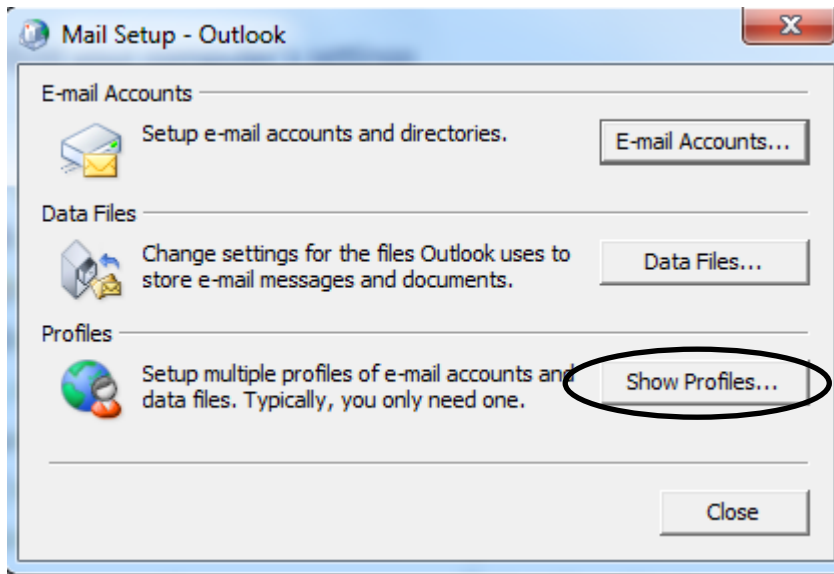 Mail Setup - Outlook
E-mail Accounts
Setup e-mail accounts and directories.
E-mail Accounts...
Data Files
Change settings for the files Outlook uses to
store e-mail messages and documents.
Data Files...
Profiles
Setup multiple profiles of e-mail accounts and
data files. Typically, you only need one.
Show Profiles...
Close